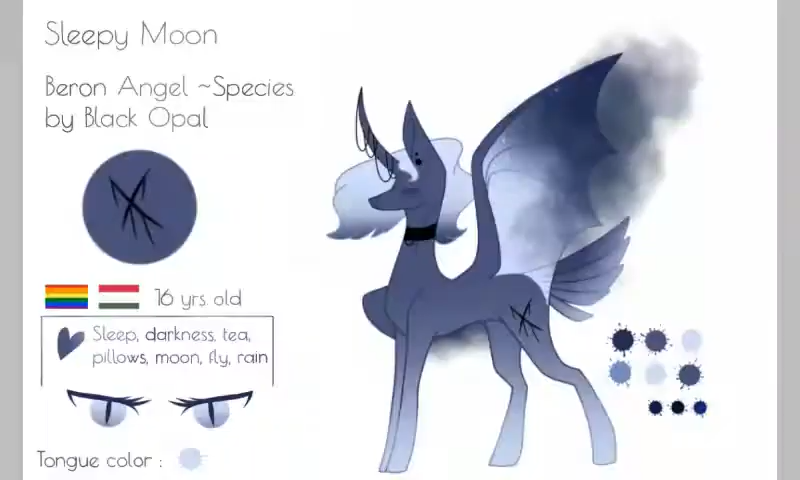 Sleepy Moon
Beron Angel ~Species
by Black Opal
16 yrs. old
Sleep, darkness, tea,
pillows, moon, fly, rain
Tongue color :